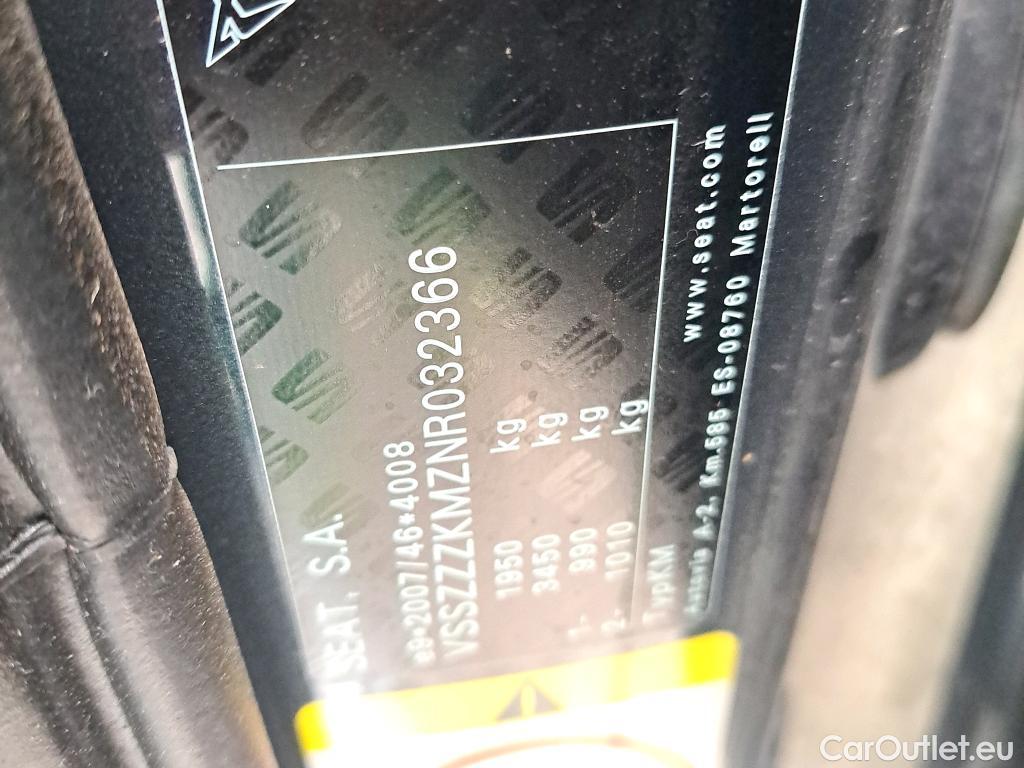 SEAT, S.A.
e9*2007/46*4008
VSSZZZKMZNR032366
1950 kg
3450 kg
1- 990 kg
2- 1010 kg
TypKM
www.seat.com
A-2, Km.585 ES-08760 Martorell
CarOutlet.eu